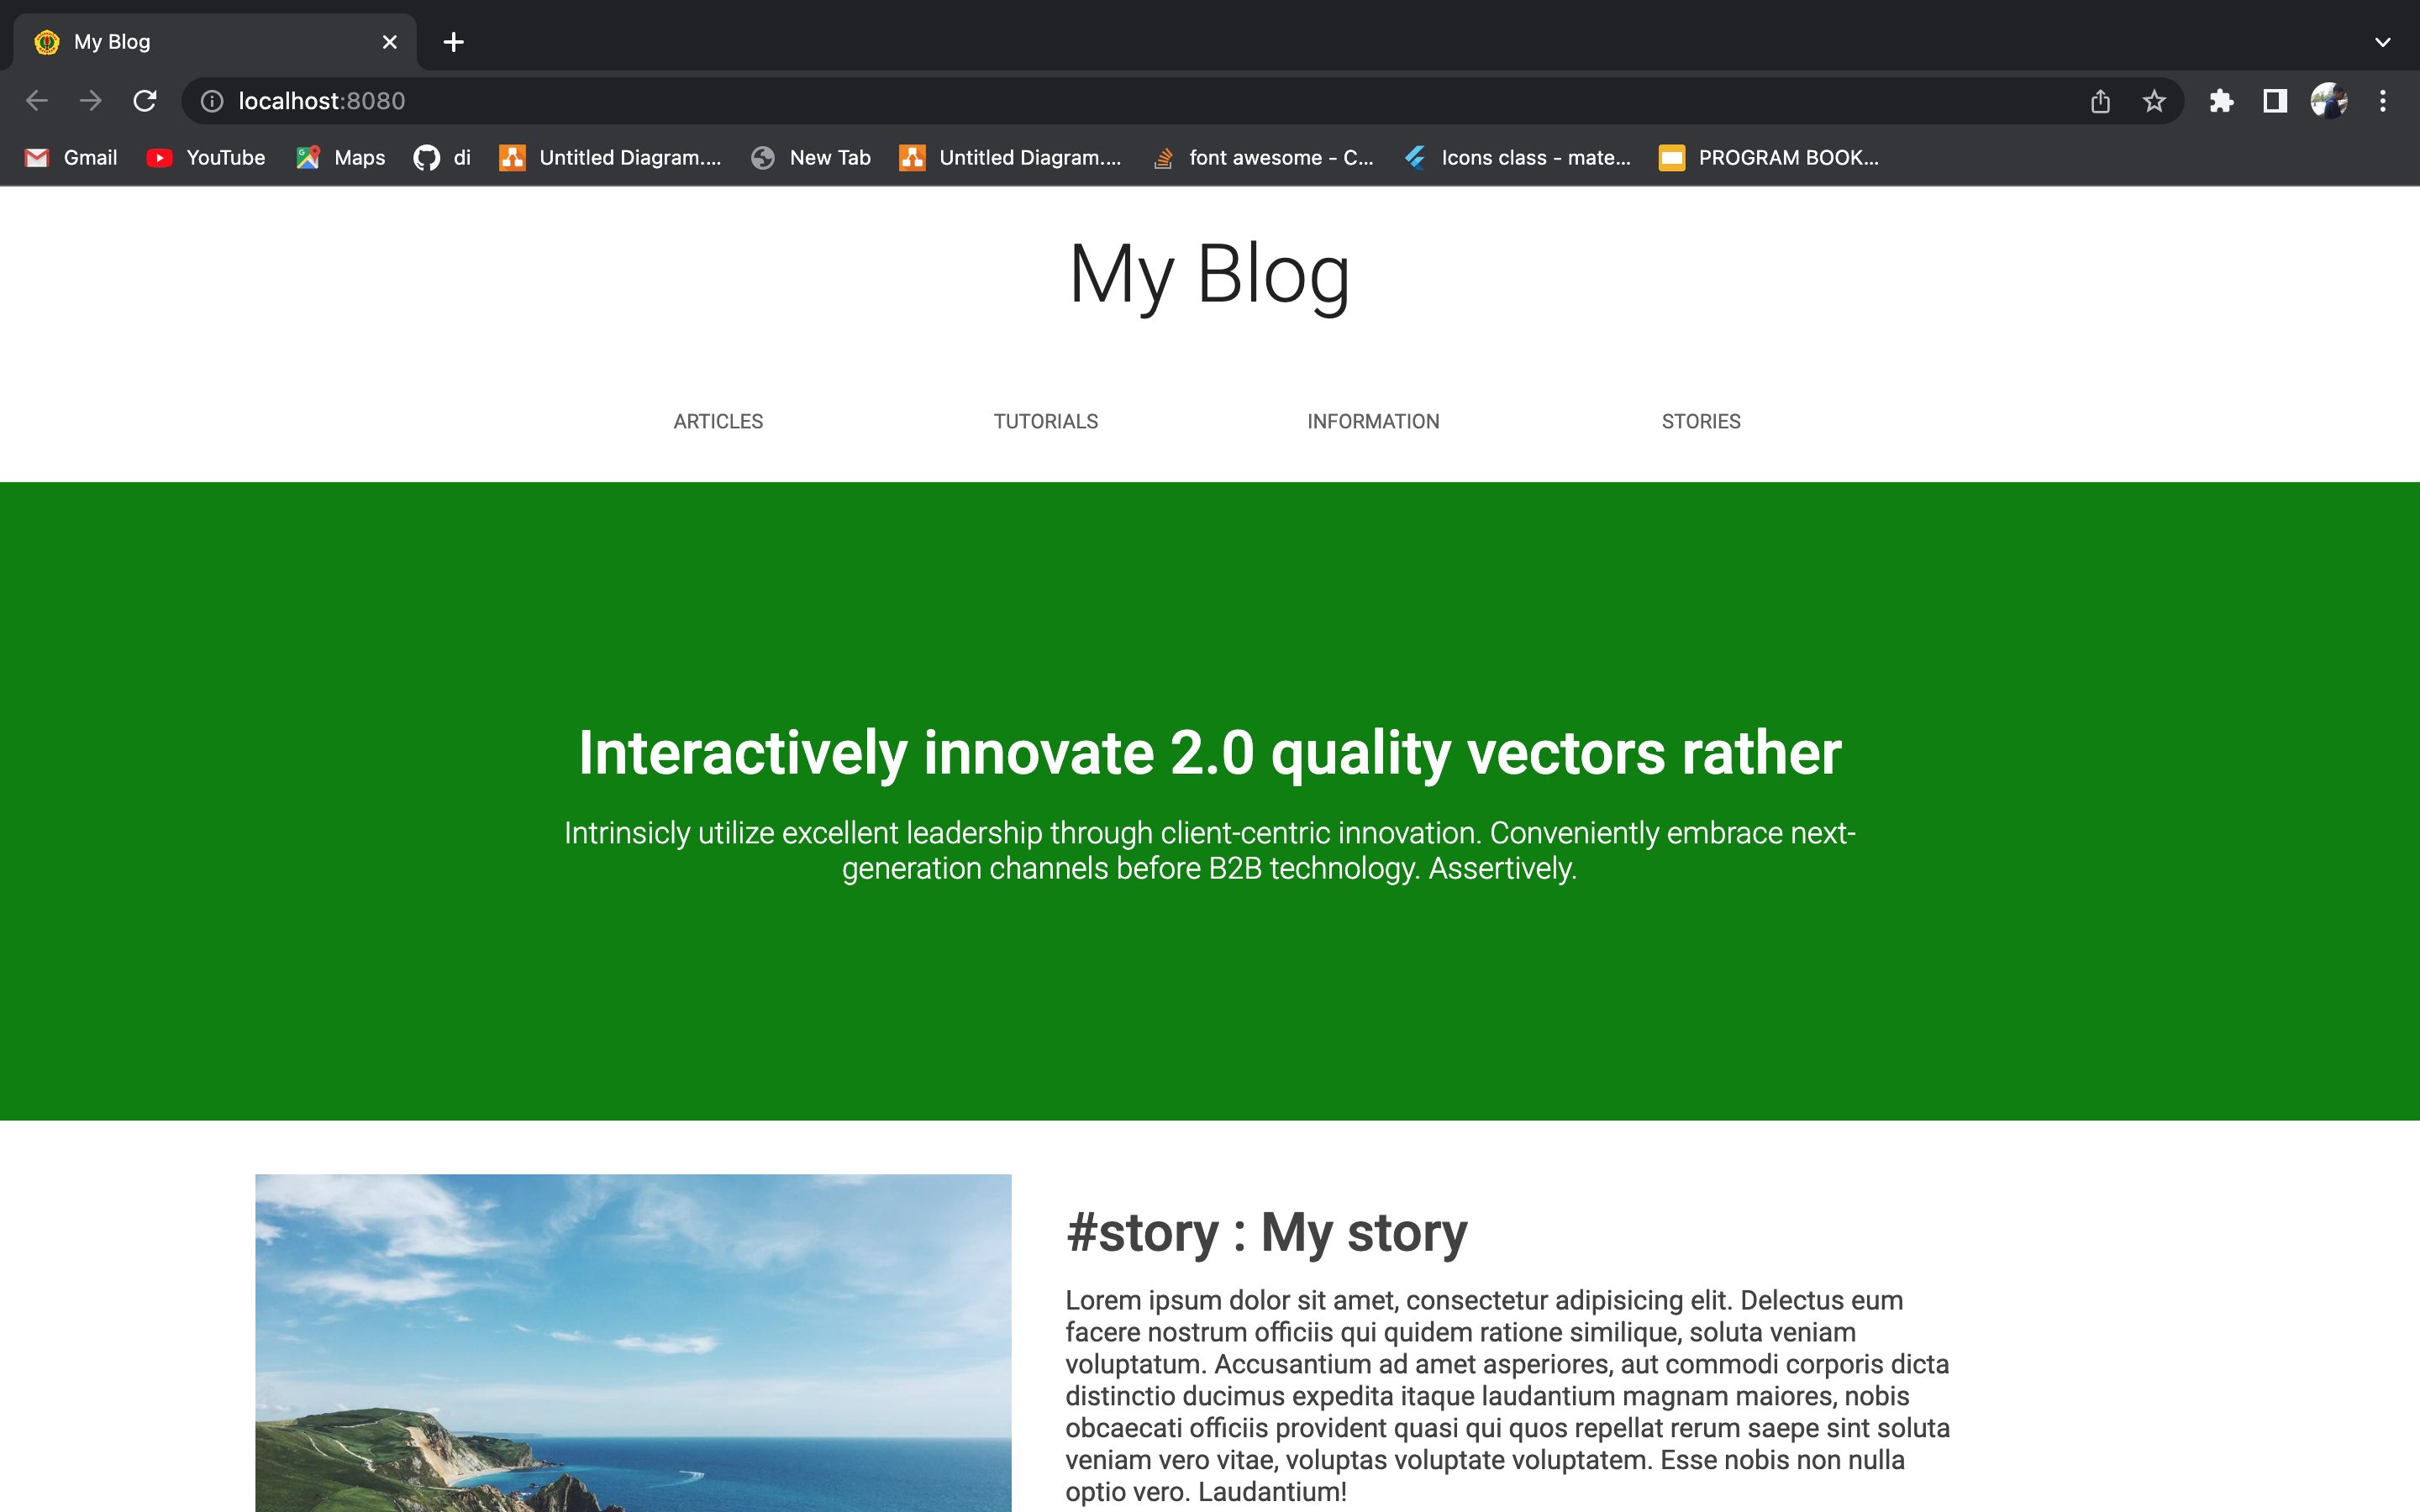 My Blog
localhost:8080
Gmail
YouTube
Maps
di
Untitled Diagram....
New Tab
Untitled Diagram....
font awesome - C...
Icons class - mate...
PROGRAM BOOK...
My Blog
ARTICLES
TUTORIALS
INFORMATION
STORIES
Interactively innovate 2.0 quality vectors rather
Intrinsicly utilize excellent leadership through client-centric innovation. Conveniently embrace next-
generation channels before B2B technology. Assertively.
#story : My story
Lorem ipsum dolor sit amet, consectetur adipisicing elit. Delectus eum
facere nostrum officiis qui quidem ratione similique, soluta veniam
voluptatum. Accusantium ad amet asperiores, aut commodi corporis dicta
distinctio ducimus expedita itaque laudantium magnam maiores, nobis
obcaecati officiis provident quasi qui quos repellat rerum saepe sint soluta
veniam vero vitae, voluptas voluptate voluptatem. Esse nobis non nulla
optio vero. Laudantium!